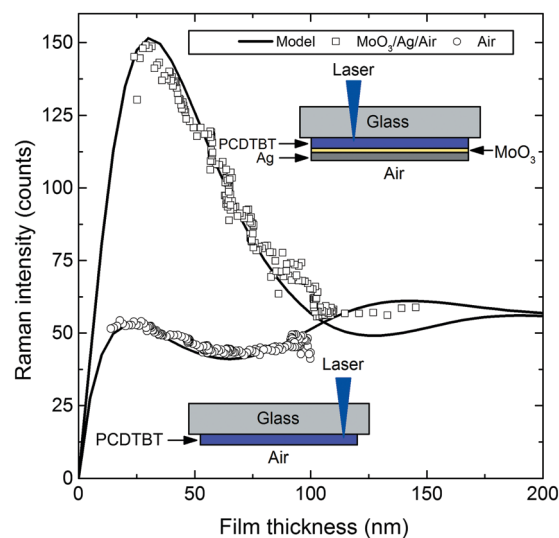 Model MoO₃/Ag/Air Air
Laser
Glass
PCDTBT
Ag
MoO₃
Air
Laser
Glass
PCDTBT
Air
150
125
100
75
50
25
0
Raman intensity (counts)
0 50 100 150 200
Film thickness (nm)